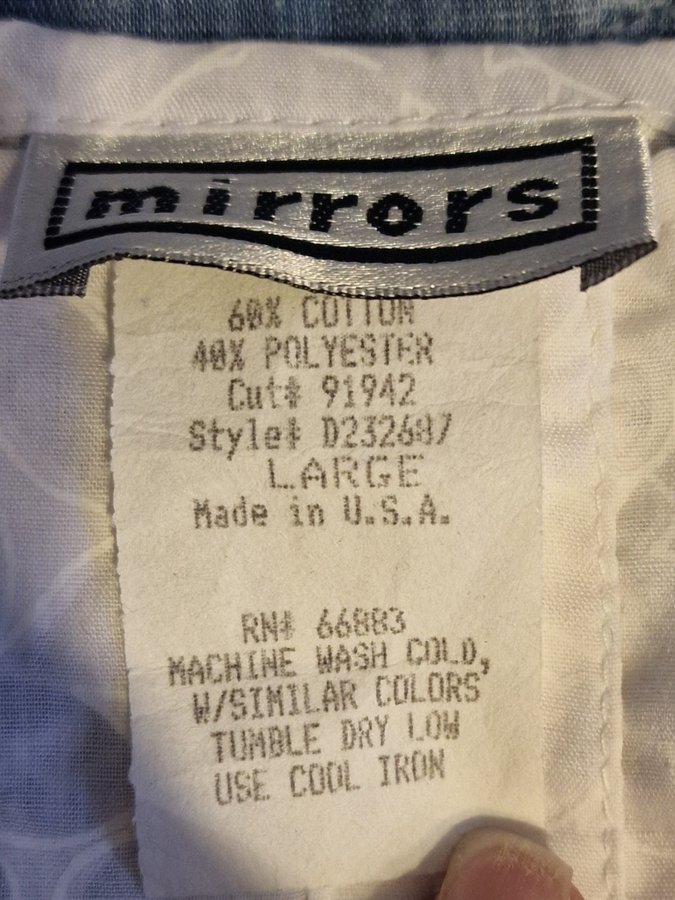 mirrors
60% COTTON
40% POLYESTER
Cut# 91942
Style# D232687
LARGE
Made in U.S.A.
RN# 66883
MACHINE WASH COLD,
W/SIMILAR COLORS
TUMBLE DRY LOW
USE COOL IRON